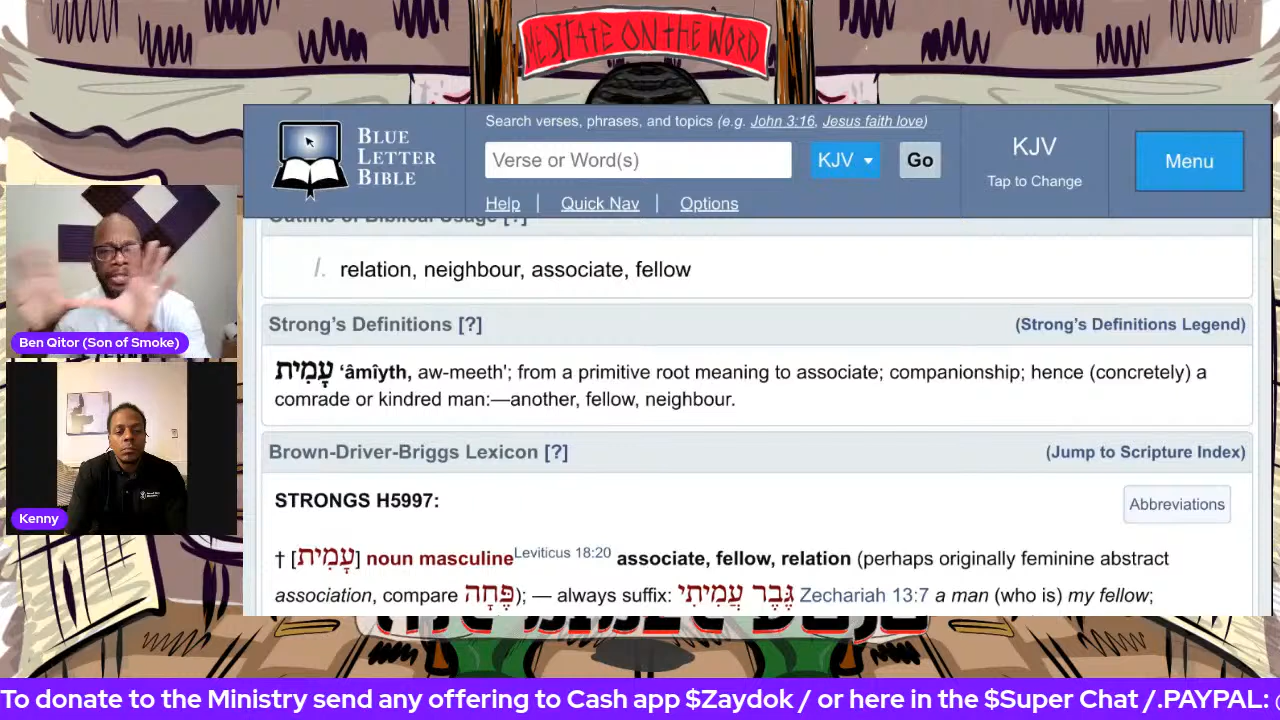 MEDITATE ON THE WORD
BLUE
LETTER
BIBLE
Search verses, phrases, and topics (e.g. John 3:16, Jesus faith love)
Verse or Word(s)
KJV
Go
Help | Quick Nav | Options
KJV
Tap to Change
Menu
Outline of Biblical Usage [?]
I. relation, neighbour, associate, fellow
Strong’s Definitions [?]
(Strong’s Definitions Legend)
עָמִית ʻâmîyth, aw-meeth'; from a primitive root meaning to associate; companionship; hence (concretely) a
comrade or kindred man:—another, fellow, neighbour.
Brown-Driver-Briggs Lexicon [?]
(Jump to Scripture Index)
STRONGS H5997:
Abbreviations
† [עָמִית] noun masculine Leviticus 18:20 associate, fellow, relation (perhaps originally feminine abstract
association, compare פֶּחָה); — always suffix: גֶּבֶר עֲמִיתִי Zechariah 13:7 a man (who is) my fellow;
Ben Qitor (Son of Smoke)
Kenny
To donate to the Ministry send any offering to Cash app $Zaydok / or here in the $Super Chat /.PAYPAL: